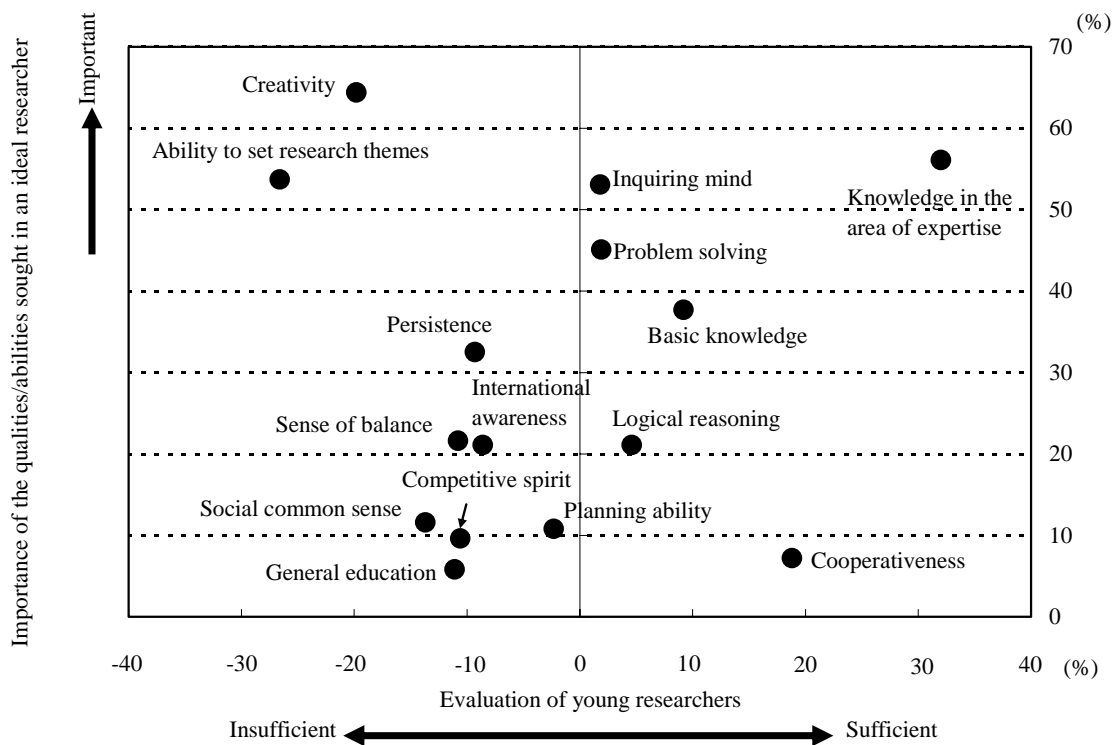 (%)
70
Important
Creativity
60
Ability to set research themes
Inquiring mind
Knowledge in the
area of expertise
50
Problem solving
40
Persistence
Basic knowledge
30
International
awareness
Sense of balance
Logical reasoning
20
Competitive spirit
Social common sense
Planning ability
10
General education
Cooperativeness
0
Importance of the qualities/abilities sought in an ideal researcher
-40
-30
-20
-10
0
10
20
30
40
(%)
Evaluation of young researchers
Insufficient
Sufficient